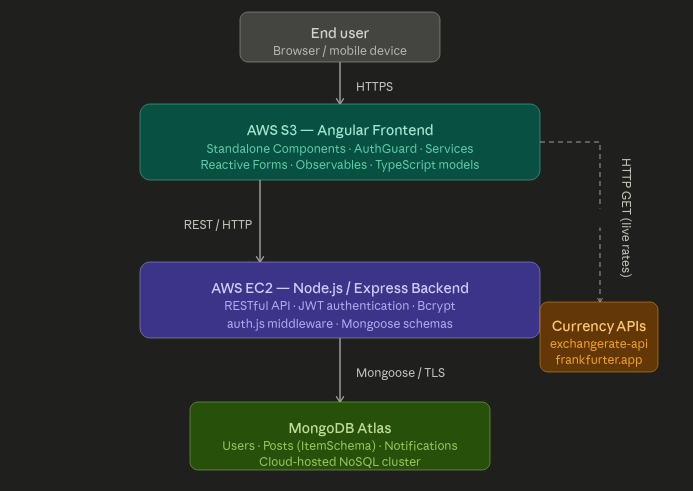 End user
Browser / mobile device
HTTPS
AWS S3 — Angular Frontend
Standalone Components · AuthGuard · Services
Reactive Forms · Observables · TypeScript models
HTTP GET (live rates)
REST / HTTP
AWS EC2 — Node.js / Express Backend
RESTful API · JWT authentication · Bcrypt
auth.js middleware · Mongoose schemas
Currency APIs
exchangerate-api
frankfurter.app
Mongoose / TLS
MongoDB Atlas
Users · Posts (ItemSchema) · Notifications
Cloud-hosted NoSQL cluster